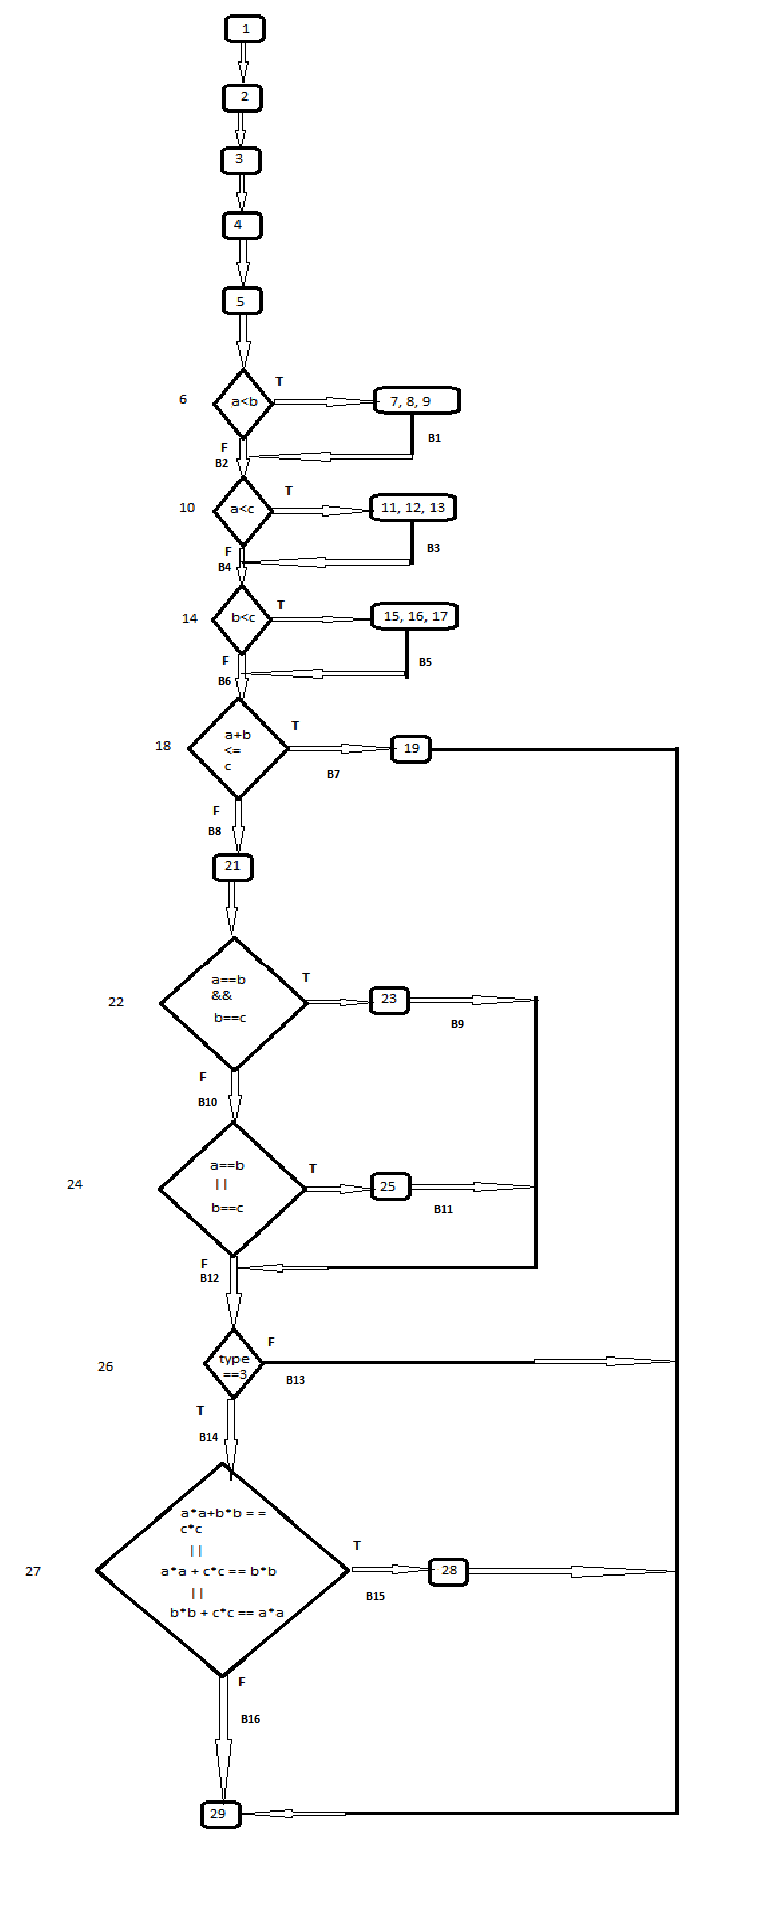 1
2
3
4
5
T
6
a<b
7, 8, 9
F
B1
B2
T
10
a<c
11, 12, 13
F
B3
B4
T
14
b<c
15, 16, 17
F
B5
B6
T
18
a+b
<=
c
19
B7
F
B8
21
T
22
a==b
&&
b==c
23
B9
F
B10
T
24
a==b
||
b==c
25
B11
F
B12
F
26
type
==3
B13
T
B14
a*a+b*b ==
c*c
||
T
27
a*a + c*c == b*b
28
||
B15
b*b + c*c == a*a
F
B16
29